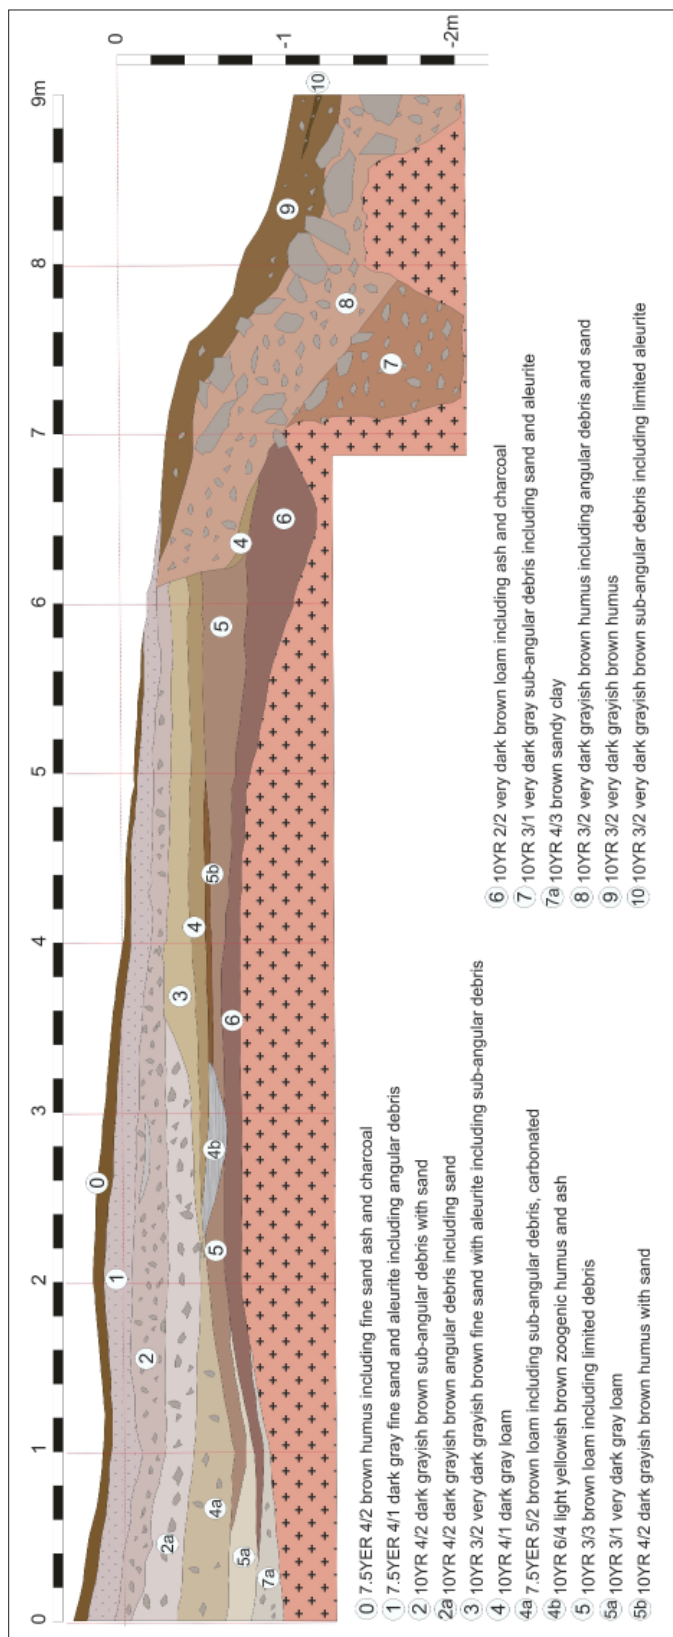 0
1
2
3
4
5
6
7
8
9m
0
-1
-2m
0
1
2
2a
3
4
4a
4b
4
5
5a
5b
5
6
6
7
7a
8
9
10
0 7.5YER 4/2 brown humus including fine sand ash and charcoal
1 7.5YER 4/1 dark gray fine sand and aleurite including angular debris
2 10YR 4/2 dark grayish brown sub-angular debris with sand
2a 10YR 4/2 dark grayish brown angular debris including sand
3 10YR 3/2 very dark grayish brown fine sand with aleurite including sub-angular debris
4 10YR 4/1 dark gray loam
4a 7.5YER 5/2 brown loam including sub-angular debris, carbonated
4b 10YR 6/4 light yellowish brown zoogenic humus and ash
5 10YR 3/3 brown loam including limited debris
5a 10YR 3/1 very dark gray loam
5b 10YR 4/2 dark grayish brown humus with sand
6 10YR 2/2 very dark brown loam including ash and charcoal
7 10YR 3/1 very dark gray sub-angular debris including sand and aleurite
7a 10YR 4/3 brown sandy clay
8 10YR 3/2 very dark grayish brown humus including angular debris and sand
9 10YR 3/2 very dark grayish brown humus
10 10YR 3/2 very dark grayish brown sub-angular debris including limited aleurite